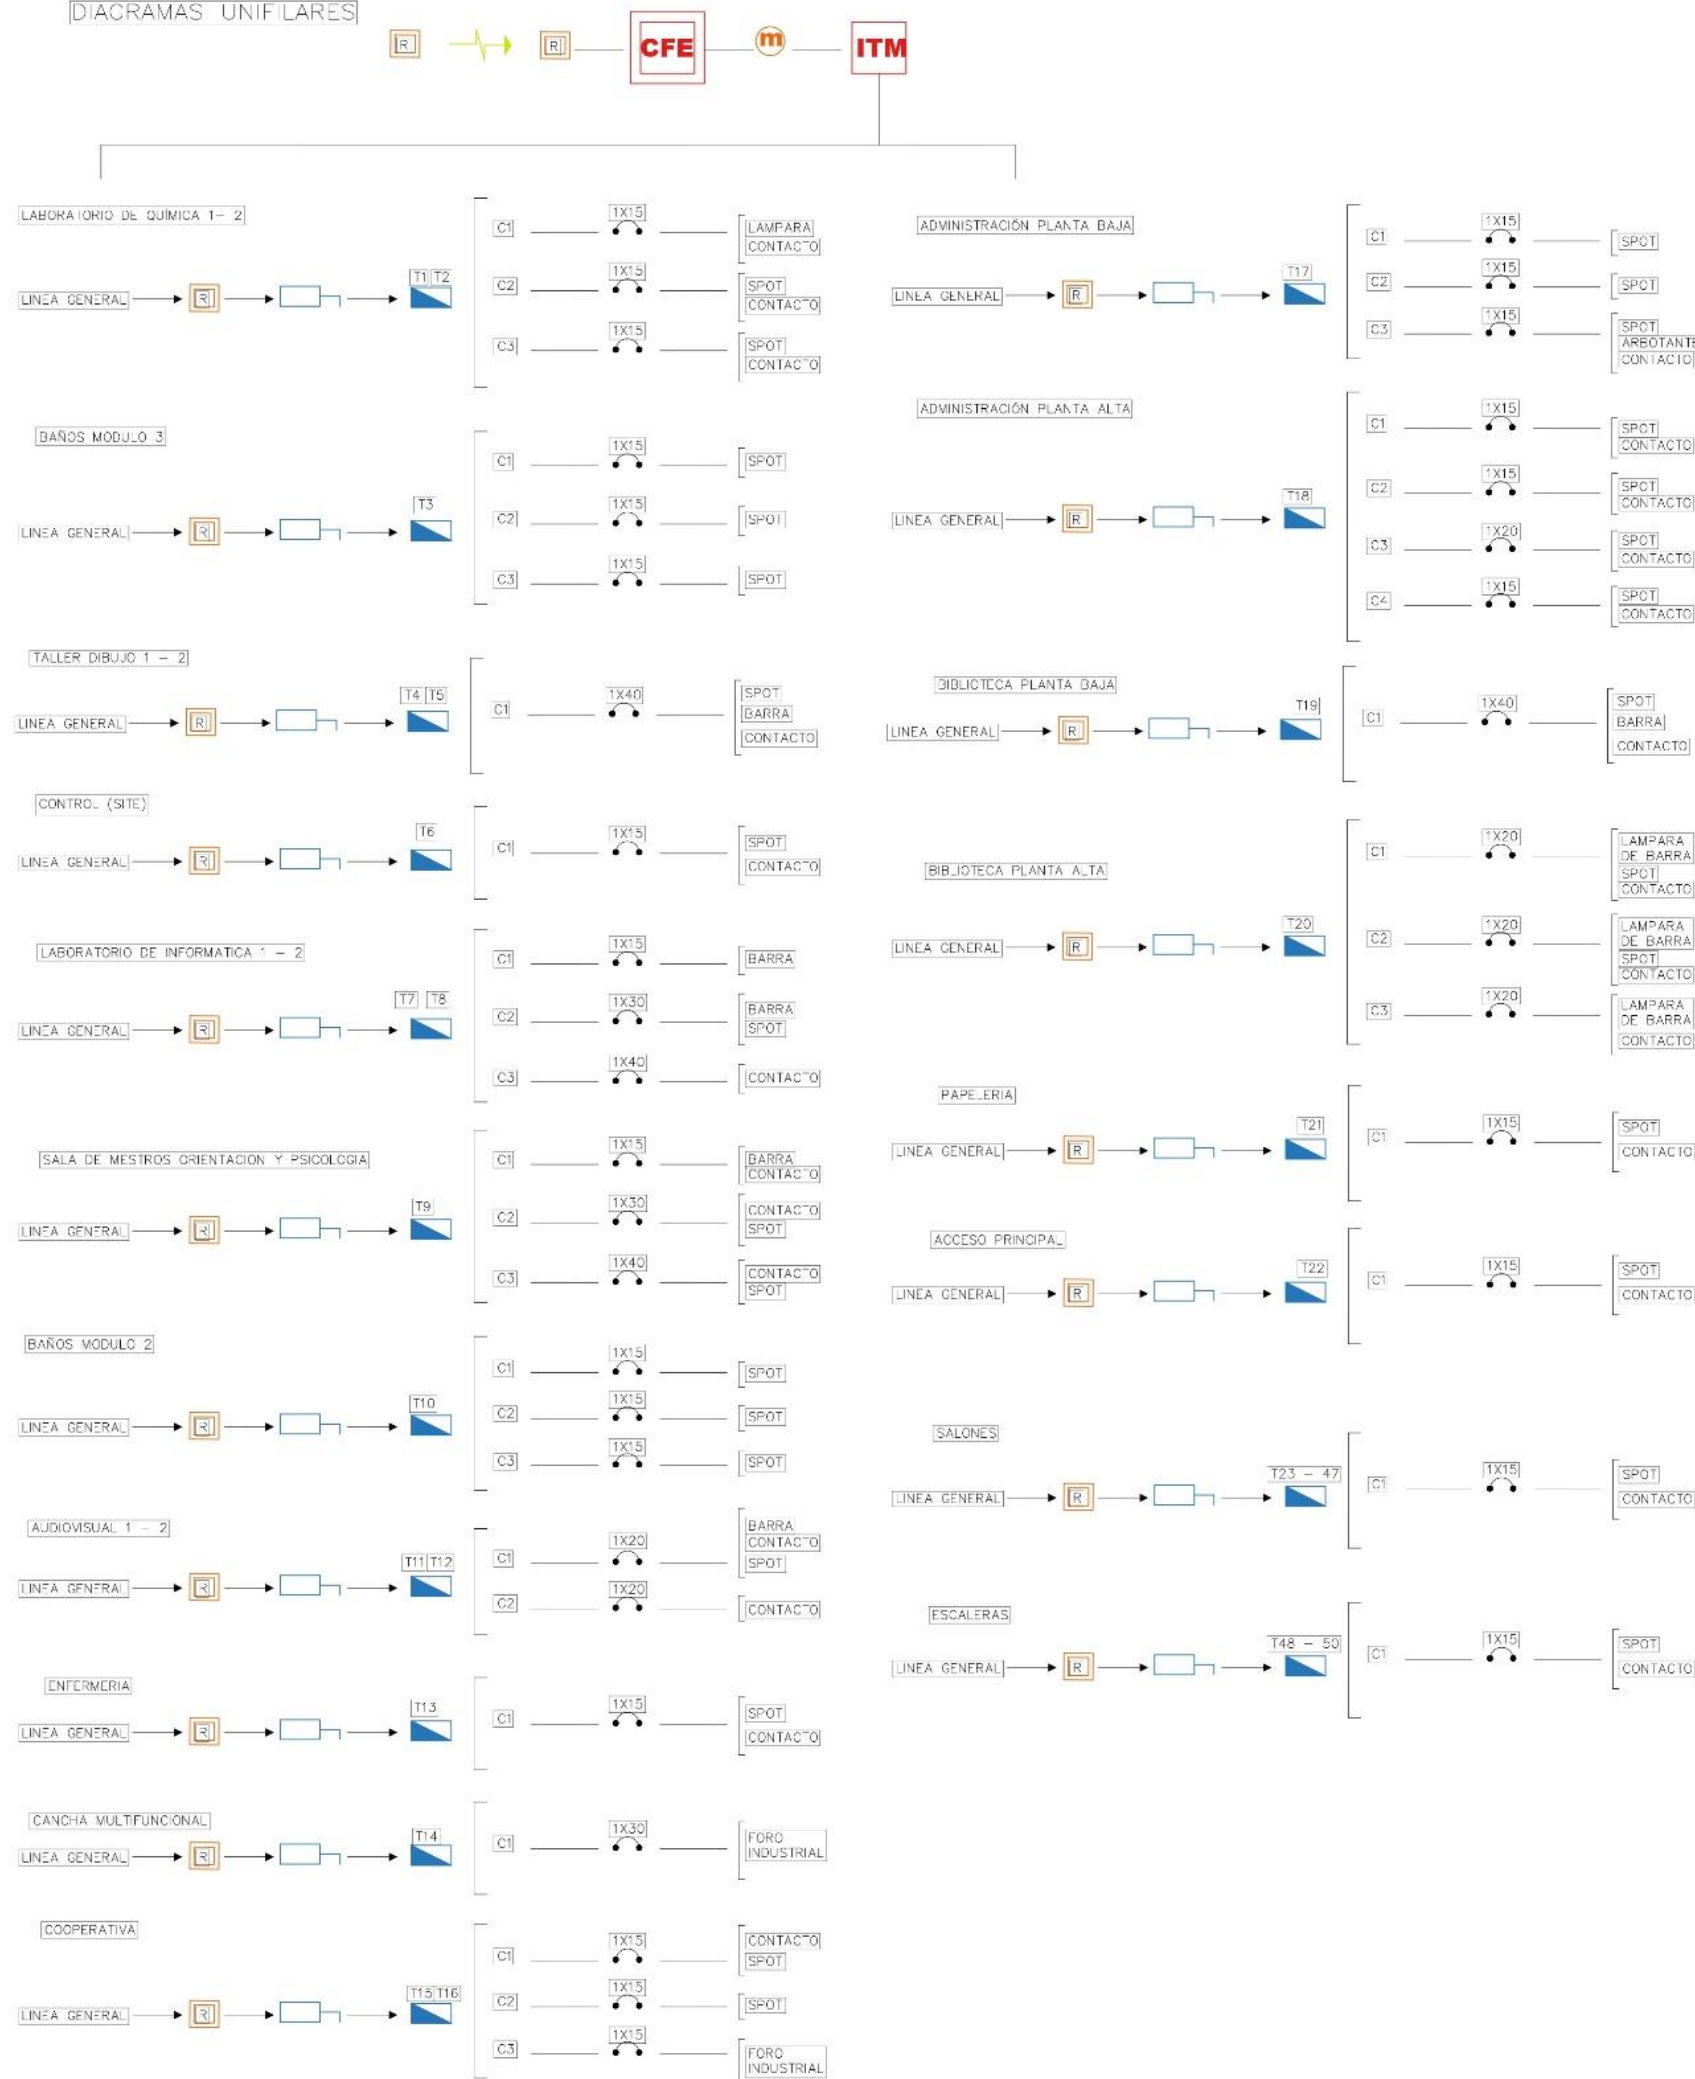 DIAGRAMAS UNIFILARES
R
R
CFE
m
ITM
LABORATORIO DE QUÍMICA 1- 2
LINEA GENERAL
R
T1 T2
C1
1X15
LAMPARA
CONTACTO
C2
1X15
SPOT
CONTACTO
C3
1X15
SPOT
CONTACTO
BAÑOS MODULO 3
LINEA GENERAL
R
T3
C1
1X15
SPOT
C2
1X15
SPOT
C3
1X15
SPOT
TALLER DIBUJO 1 - 2
LINEA GENERAL
R
T4 T5
C1
1X40
SPOT
BARRA
CONTACTO
CONTROL (SITE)
LINEA GENERAL
R
T6
C1
1X15
SPOT
CONTACTO
LABORATORIO DE INFORMATICA 1 - 2
LINEA GENERAL
R
T7 T8
C1
1X15
BARRA
C2
1X30
BARRA
SPOT
C3
1X40
CONTACTO
SALA DE MESTROS ORIENTACION Y PSICOLOGIA
LINEA GENERAL
R
T9
C1
1X15
BARRA
CONTACTO
C2
1X30
CONTACTO
SPOT
C3
1X40
CONTACTO
SPOT
BAÑOS MODULO 2
LINEA GENERAL
R
T10
C1
1X15
SPOT
C2
1X15
SPOT
C3
1X15
SPOT
AUDIOVISUAL 1 - 2
LINEA GENERAL
R
T11 T12
C1
1X20
BARRA
CONTACTO
SPOT
C2
1X20
CONTACTO
ENFERMERIA
LINEA GENERAL
R
T13
C1
1X15
SPOT
CONTACTO
CANCHA MULTIFUNCIONAL
LINEA GENERAL
R
T14
C1
1X30
FORO
INDUSTRIAL
COOPERATIVA
LINEA GENERAL
R
T15 T16
C1
1X15
CONTACTO
SPOT
C2
1X15
SPOT
C3
1X15
FORO
INDUSTRIAL
ADMINISTRACIÓN PLANTA BAJA
LINEA GENERAL
R
T17
C1
1X15
SPOT
C2
1X15
SPOT
C3
1X15
SPOT
ARBOTANTE
CONTACTO
ADMINISTRACIÓN PLANTA ALTA
LINEA GENERAL
R
T18
C1
1X15
SPOT
CONTACTO
C2
1X15
SPOT
CONTACTO
C3
1X20
SPOT
CONTACTO
C4
1X15
SPOT
CONTACTO
BIBLIOTECA PLANTA BAJA
LINEA GENERAL
R
T19
C1
1X40
SPOT
BARRA
CONTACTO
BIBLIOTECA PLANTA ALTA
LINEA GENERAL
R
T20
C1
1X20
LAMPARA
DE BARRA
SPOT
CONTACTO
C2
1X20
LAMPARA
DE BARRA
SPOT
CONTACTO
C3
1X20
LAMPARA
DE BARRA
CONTACTO
PAPELERIA
LINEA GENERAL
R
T21
C1
1X15
SPOT
CONTACTO
ACCESO PRINCIPAL
LINEA GENERAL
R
T22
C1
1X15
SPOT
CONTACTO
SALONES
LINEA GENERAL
R
T23 - 47
C1
1X15
SPOT
CONTACTO
ESCALERAS
LINEA GENERAL
R
T48 - 50
C1
1X15
SPOT
CONTACTO